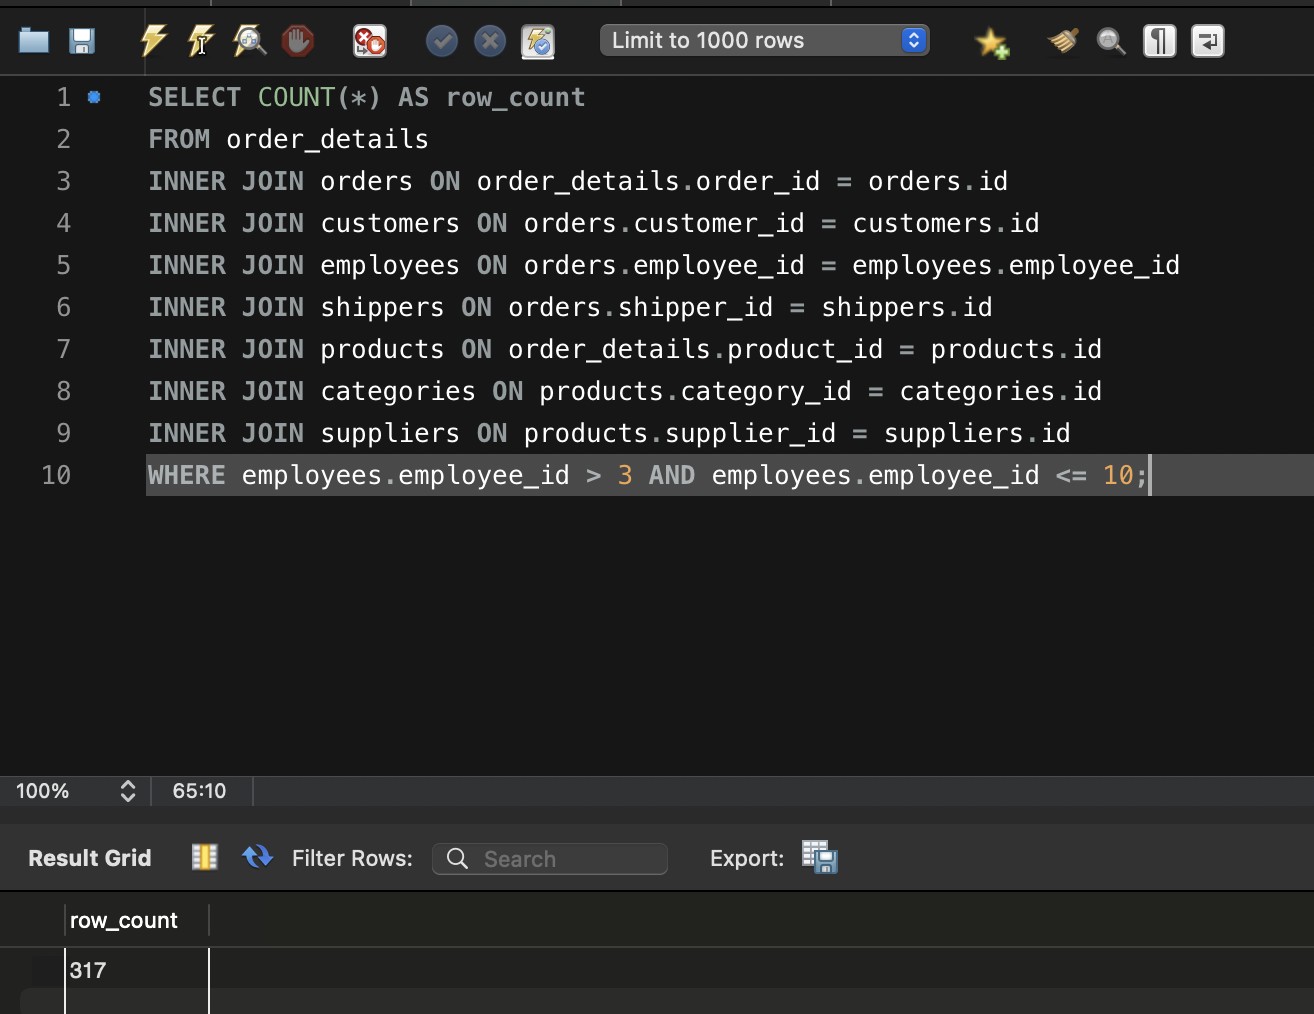 Limit to 1000 rows
1 SELECT COUNT(*) AS row_count
2 FROM order_details
3 INNER JOIN orders ON order_details.order_id = orders.id
4 INNER JOIN customers ON orders.customer_id = customers.id
5 INNER JOIN employees ON orders.employee_id = employees.employee_id
6 INNER JOIN shippers ON orders.shipper_id = shippers.id
7 INNER JOIN products ON order_details.product_id = products.id
8 INNER JOIN categories ON products.category_id = categories.id
9 INNER JOIN suppliers ON products.supplier_id = suppliers.id
10 WHERE employees.employee_id > 3 AND employees.employee_id <= 10;
100% 65:10
Result Grid Filter Rows: Search Export:
row_count
317